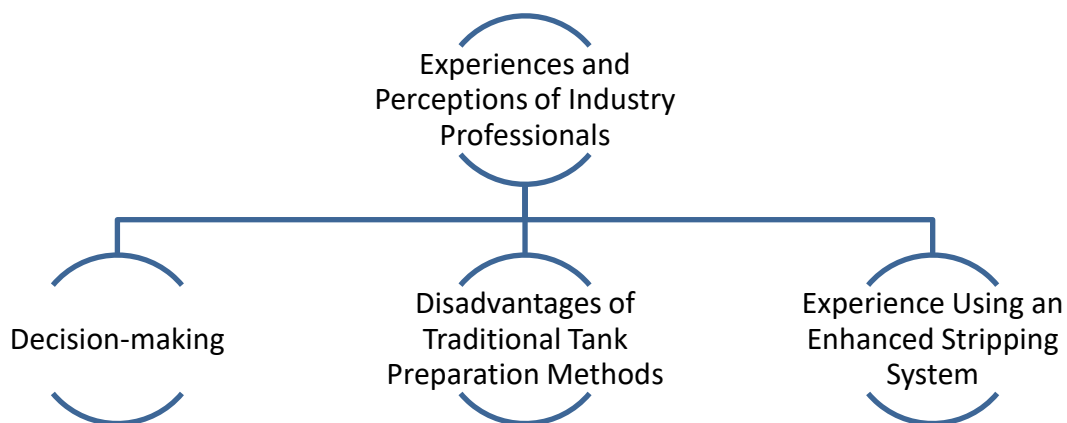 Experiences and
Perceptions of Industry
Professionals
Decision-making
Disadvantages of
Traditional Tank
Preparation Methods
Experience Using an
Enhanced Stripping
System